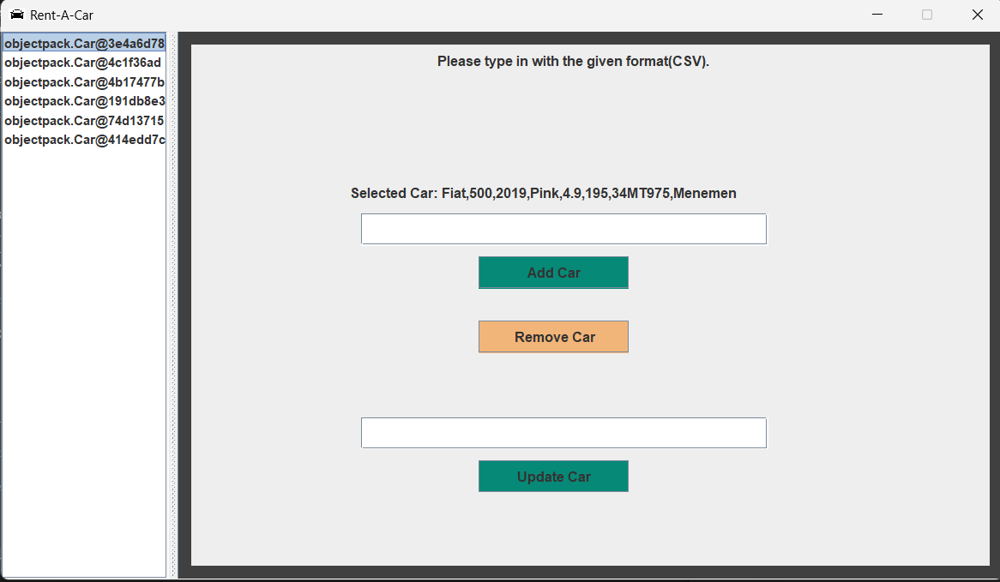 Rent-A-Car
objectpack.Car@3e4a6d78
objectpack.Car@4c1f36ad
objectpack.Car@4b17477b
objectpack.Car@191db8e3
objectpack.Car@74d13715
objectpack.Car@414edd7c
Please type in with the given format(CSV).
Selected Car: Fiat,500,2019,Pink,4.9,195,34MT975,Menemen
Add Car
Remove Car
Update Car